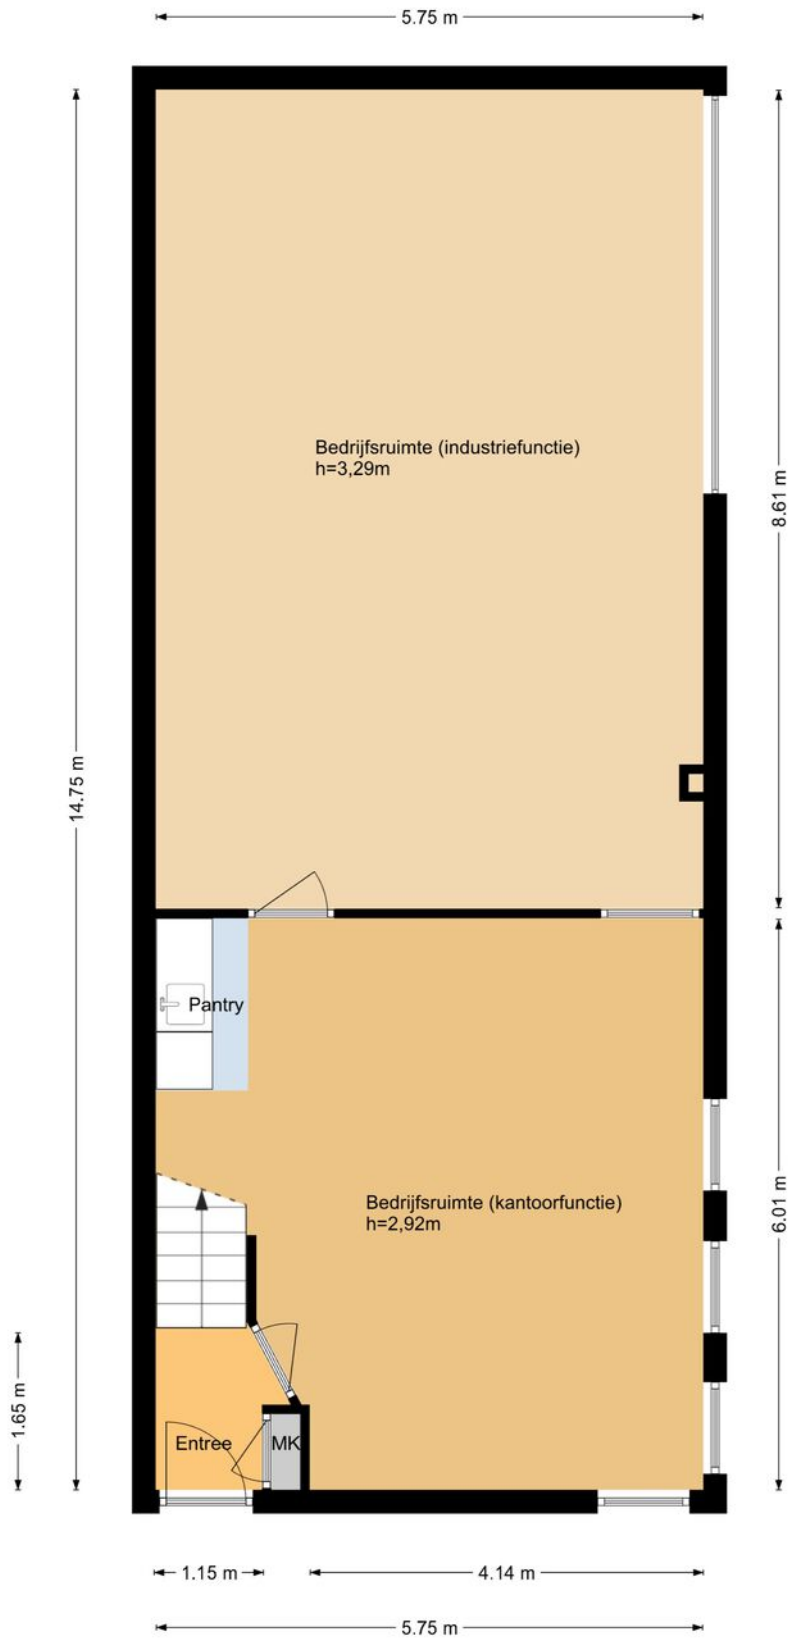 5.75 m
Bedrijfsruimte (industriefunctie)
h=3,29m
8.61 m
14.75 m
Pantry
Bedrijfsruimte (kantoorfunctie)
h=2,92m
6.01 m
1.65 m
Entree
MK
1.15 m
4.14 m
5.75 m